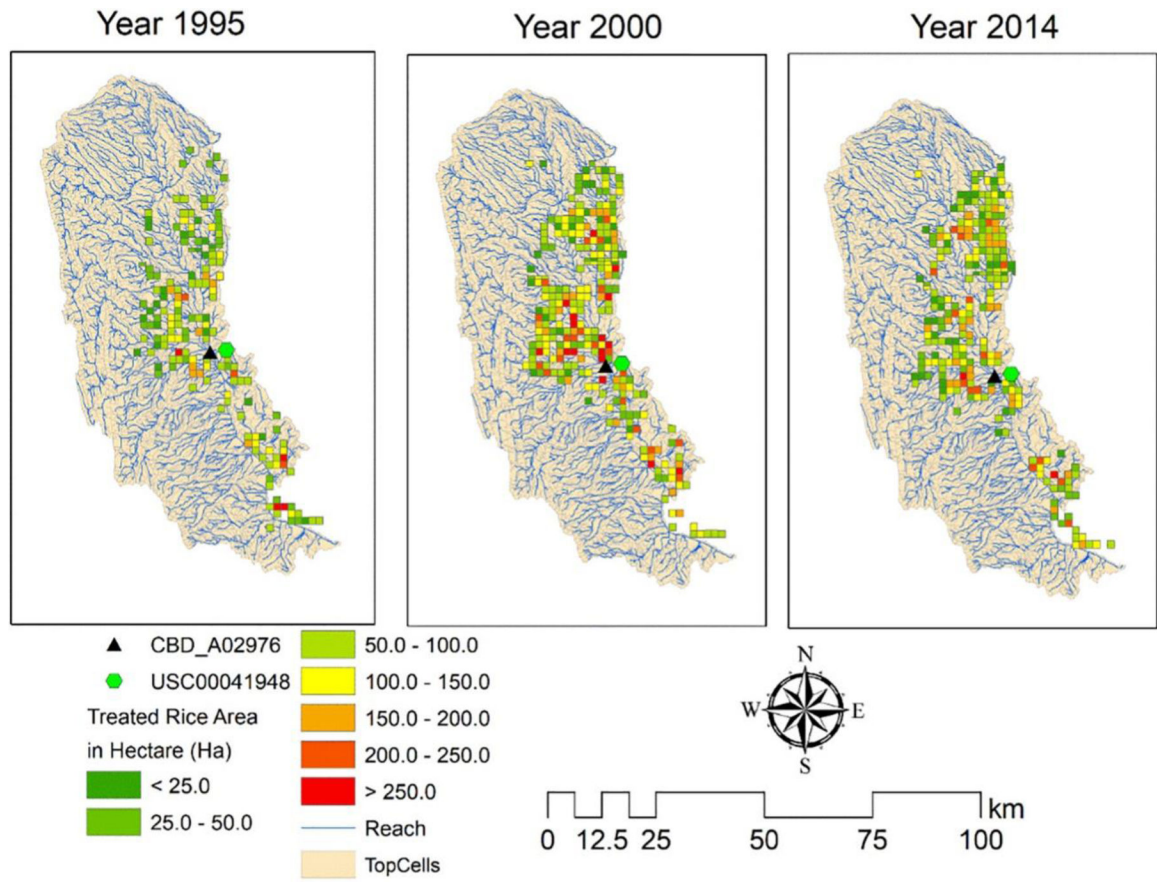 Year 1995
Year 2000
Year 2014
CBD_A02976
USC00041948
Treated Rice Area
in Hectare (Ha)
< 25.0
25.0 - 50.0
50.0 - 100.0
100.0 - 150.0
150.0 - 200.0
200.0 - 250.0
> 250.0
Reach
TopCells
N
W E
S
km
0 12.5 25 50 75 100